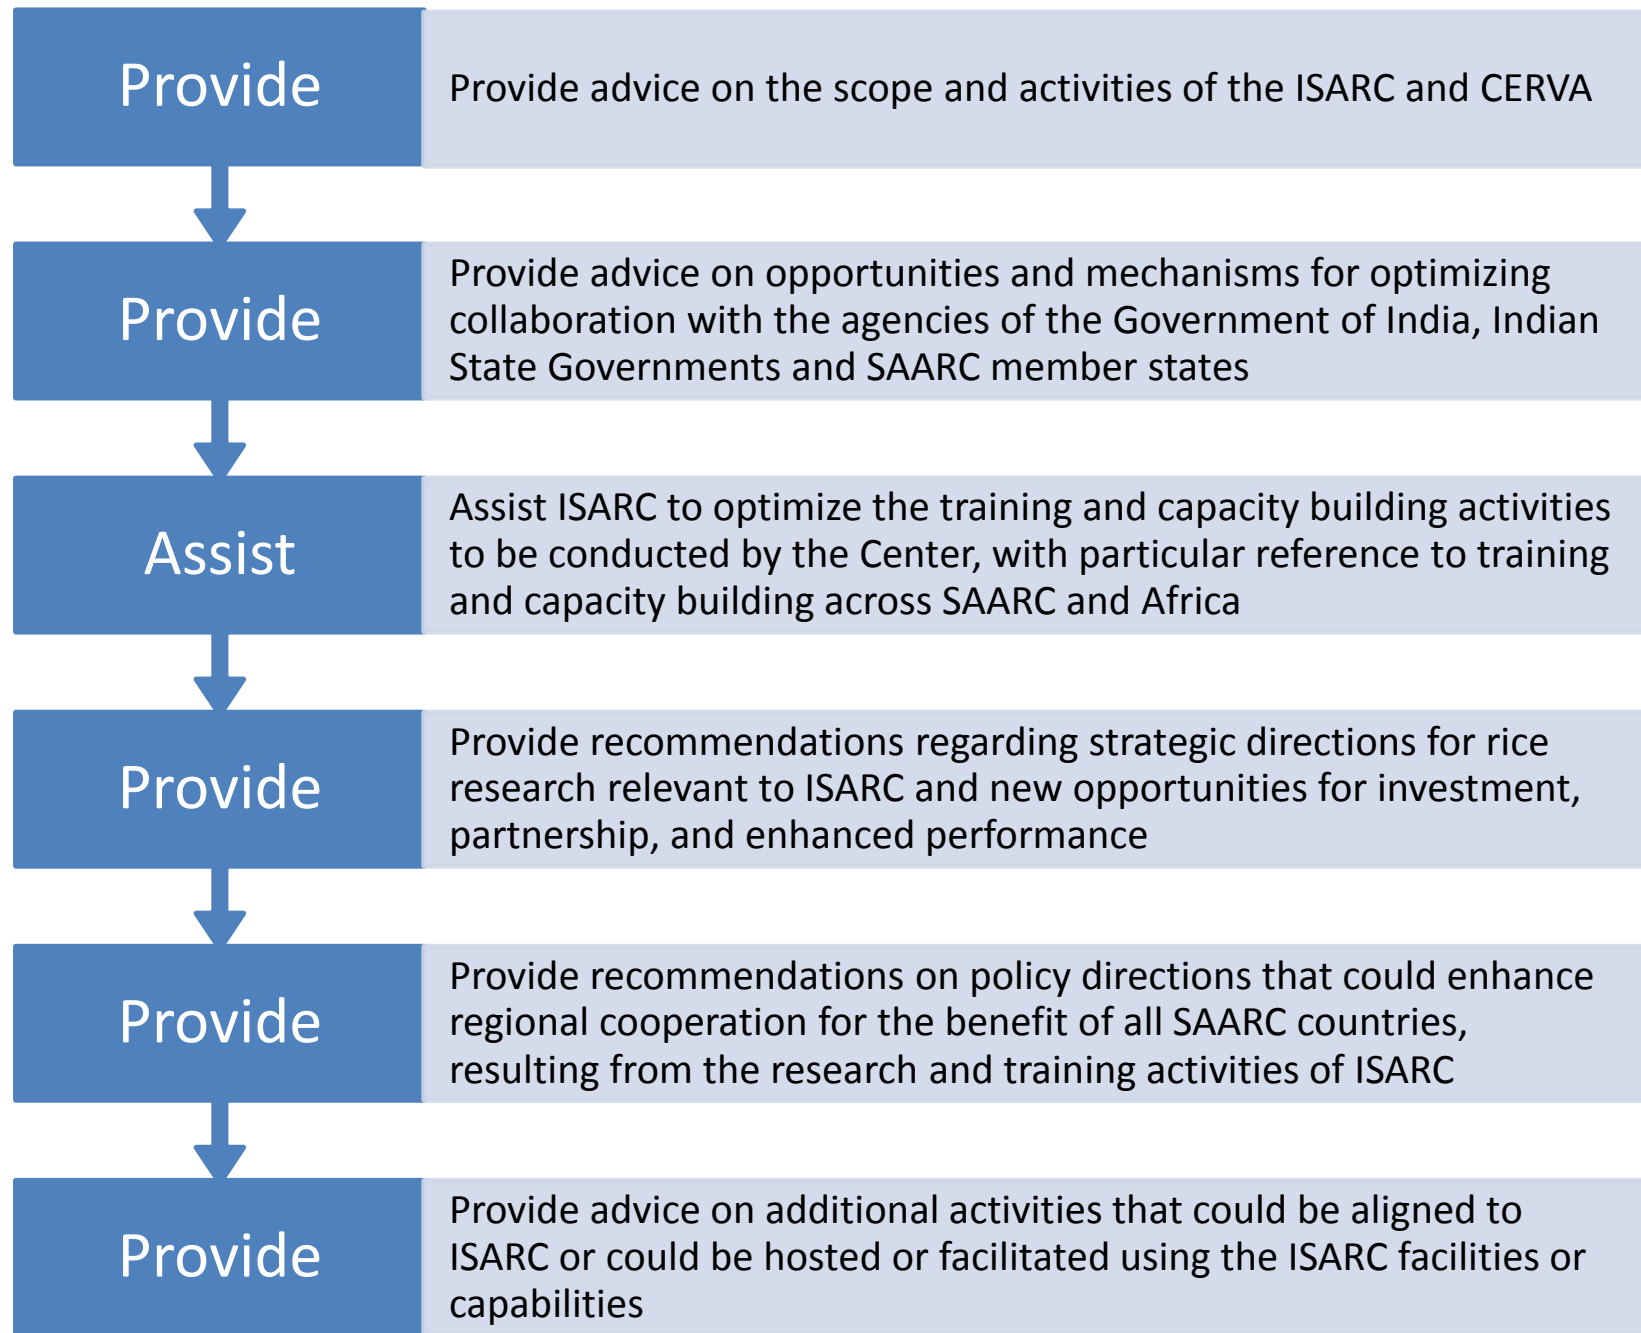 Provide
Provide advice on the scope and activities of the ISARC and CERVA
Provide
Provide advice on opportunities and mechanisms for optimizing
collaboration with the agencies of the Government of India, Indian
State Governments and SAARC member states
Assist
Assist ISARC to optimize the training and capacity building activities
to be conducted by the Center, with particular reference to training
and capacity building across SAARC and Africa
Provide
Provide recommendations regarding strategic directions for rice
research relevant to ISARC and new opportunities for investment,
partnership, and enhanced performance
Provide
Provide recommendations on policy directions that could enhance
regional cooperation for the benefit of all SAARC countries,
resulting from the research and training activities of ISARC
Provide
Provide advice on additional activities that could be aligned to
ISARC or could be hosted or facilitated using the ISARC facilities or
capabilities